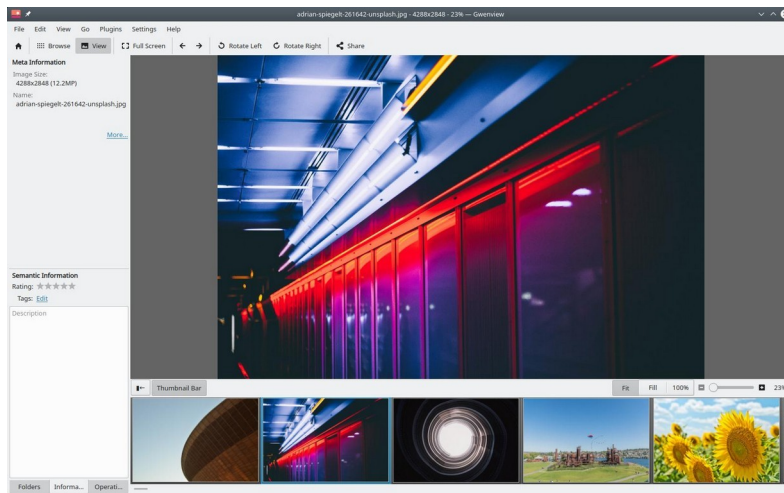 adrian-spiegelt-261642-unsplash.jpg - 4288x2848 - 23% — Gwenview
File Edit View Go Plugins Settings Help
Browse View Full Screen Rotate Left Rotate Right Share
Meta Information
Image Size:
4288x2848 (12.2MP)
Name:
adrian-spiegelt-261642-unsplash.jpg
More...
Semantic Information
Rating:
Tags: Edit
Description
Thumbnail Bar Fit Fill 100% 23%
Folders Informa... Operati...